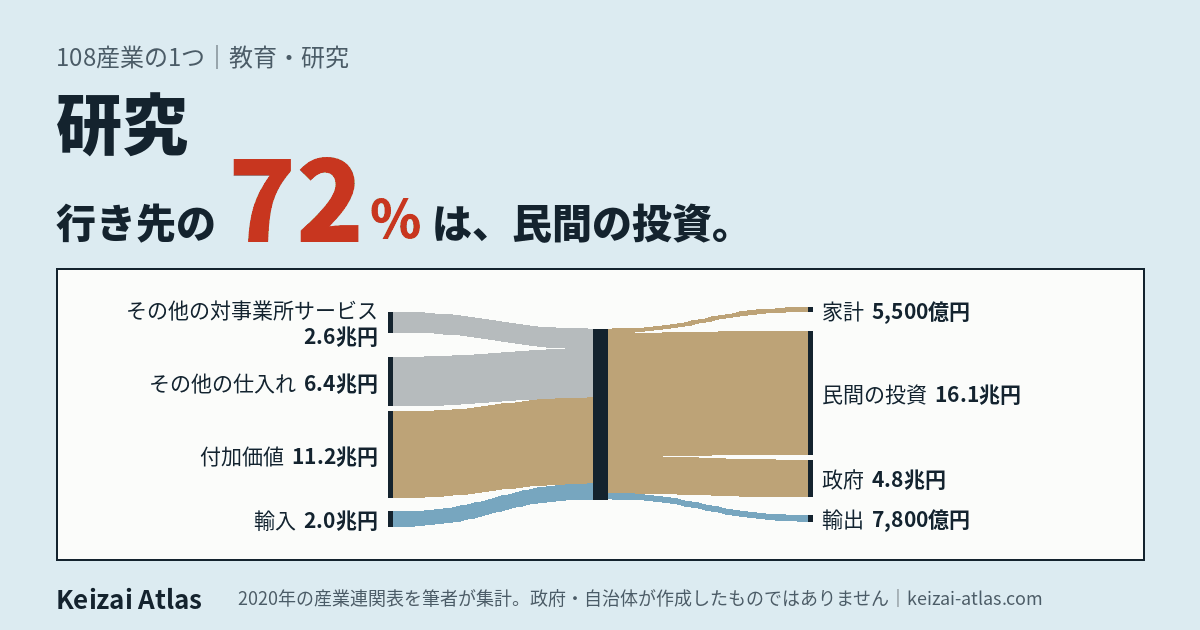 108産業の1つ｜教育・研究
研究
行き先の 72% は、民間の投資。
その他の対事業所サービス
2.6兆円
その他の仕入れ 6.4兆円
付加価値 11.2兆円
輸入 2.0兆円
家計 5,500億円
民間の投資 16.1兆円
政府 4.8兆円
輸出 7,800億円
Keizai Atlas 2020年の産業連関表を筆者が集計。政府・自治体が作成したものではありません｜keizai-atlas.com